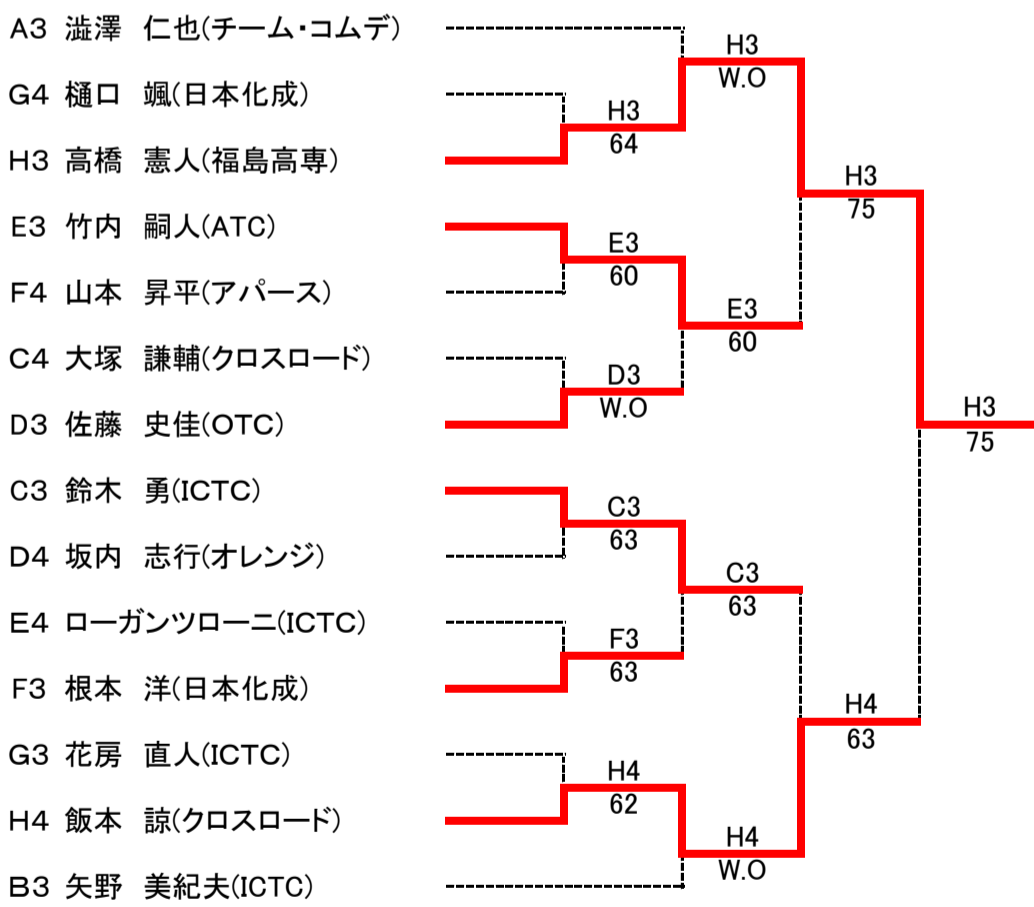 A3 澁澤　仁也(チーム・コムデ)
G4 樋口　颯(日本化成)
H3 高橋　憲人(福島高専)
E3 竹内　嗣人(ATC)
F4 山本　昇平(アパース)
C4 大塚　謙輔(クロスロード)
D3 佐藤　史佳(OTC)
C3 鈴木　勇(ICTC)
D4 坂内　志行(オレンジ)
E4 ローガンツローニ(ICTC)
F3 根本　洋(日本化成)
G3 花房　直人(ICTC)
H4 飯本　諒(クロスロード)
B3 矢野　美紀夫(ICTC)
H3
64
E3
60
D3
W.O
C3
63
F3
63
H4
62
H3
W.O
E3
60
C3
63
H4
W.O
H3
75
H4
63
H3
75